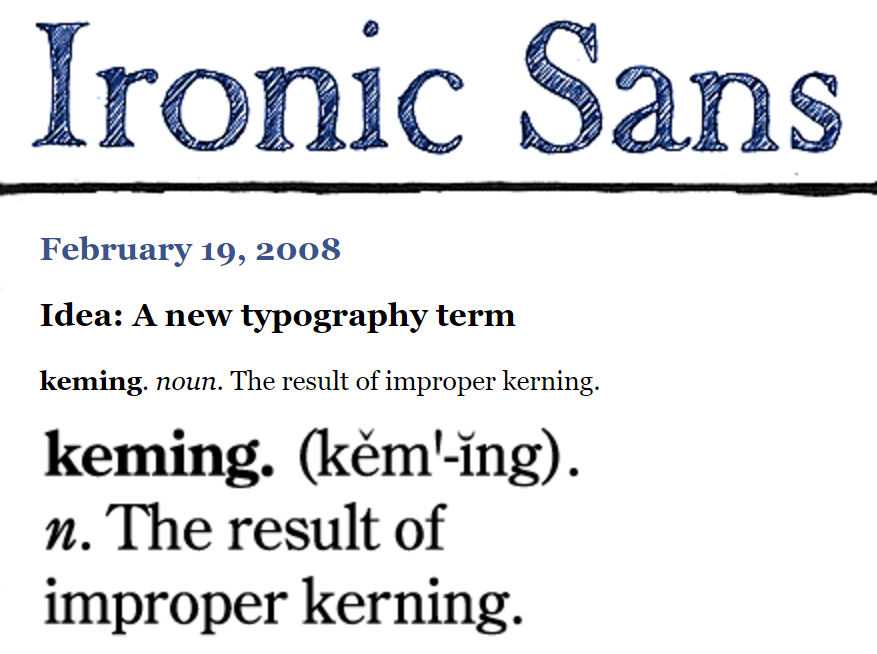 Ironic Sans
February 19, 2008
Idea: A new typography term
keming. noun. The result of improper kerning.
keming. (kĕm'-ĭng).
n. The result of
improper kerning.